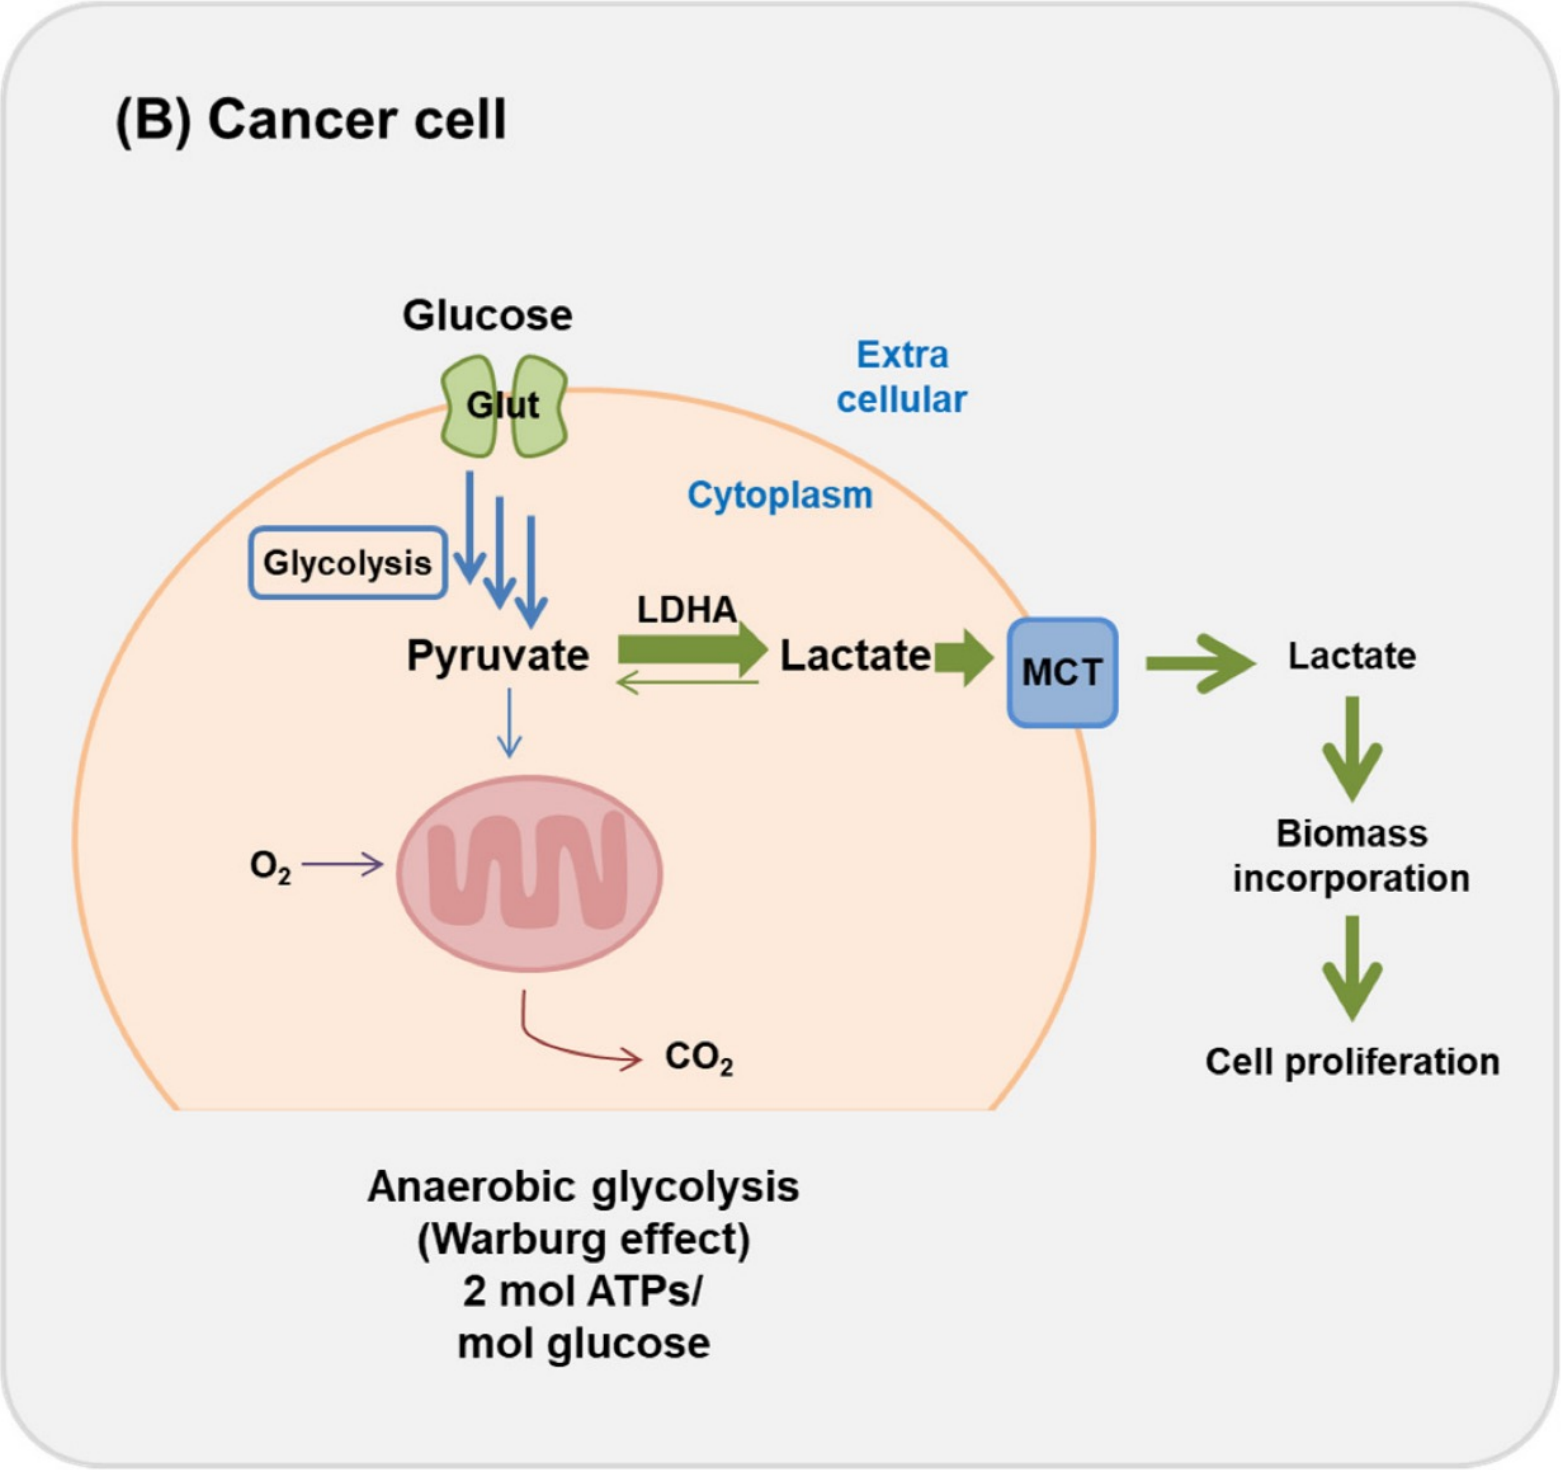 (B) Cancer cell
Glucose
Glut
Extra
cellular
Cytoplasm
Glycolysis
LDHA
Pyruvate
Lactate
MCT
Lactate
O₂
Biomass
incorporation
CO₂
Cell proliferation
Anaerobic glycolysis
(Warburg effect)
2 mol ATPs/
mol glucose